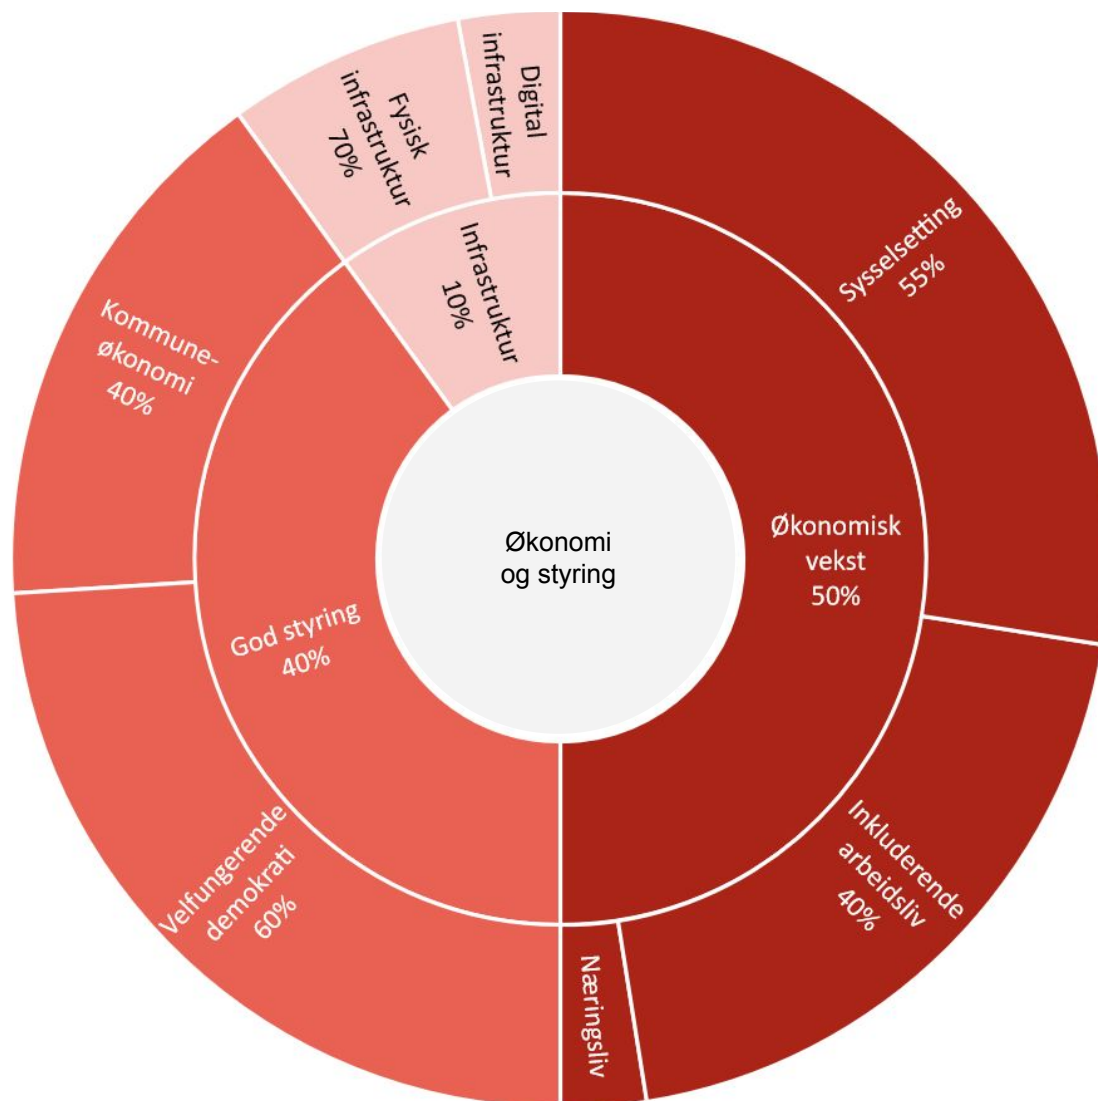 Økonomi
og styring
Økonomisk
vekst
50%
Sysselsetting
55%
Inkluderende
arbeidsliv
40%
Næringsliv
God styring
40%
Velfungerende
demokrati
60%
Kommune-
økonomi
40%
Infrastruktur
10%
Fysisk
infrastruktur
70%
Digital
infrastruktur